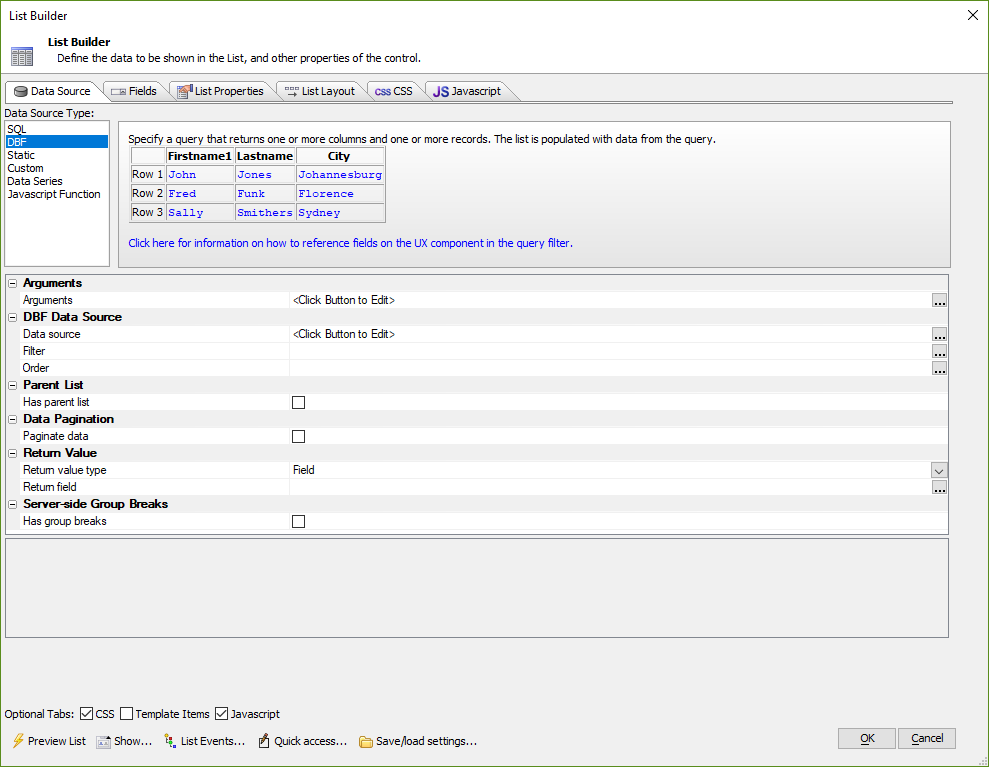 List Builder
List Builder
Define the data to be shown in the List, and other properties of the control.
Data Source Fields List Properties List Layout css CSS JS Javascript
Data Source Type:
SQL
DBF
Static
Custom
Data Series
Javascript Function
Specify a query that returns one or more columns and one or more records. The list is populated with data from the query.
Firstname1 Lastname City
Row 1 John Jones Johannesburg
Row 2 Fred Funk Florence
Row 3 Sally Smithers Sydney
Click here for information on how to reference fields on the UX component in the query filter.
Arguments
Arguments <Click Button to Edit> ...
DBF Data Source
Data source <Click Button to Edit> ...
Filter ...
Order ...
Parent List
Has parent list
Data Pagination
Paginate data
Return Value
Return value type Field
Return field ...
Server-side Group Breaks
Has group breaks
Optional Tabs: CSS Template Items Javascript
Preview List Show... List Events... Quick access... Save/load settings... OK Cancel